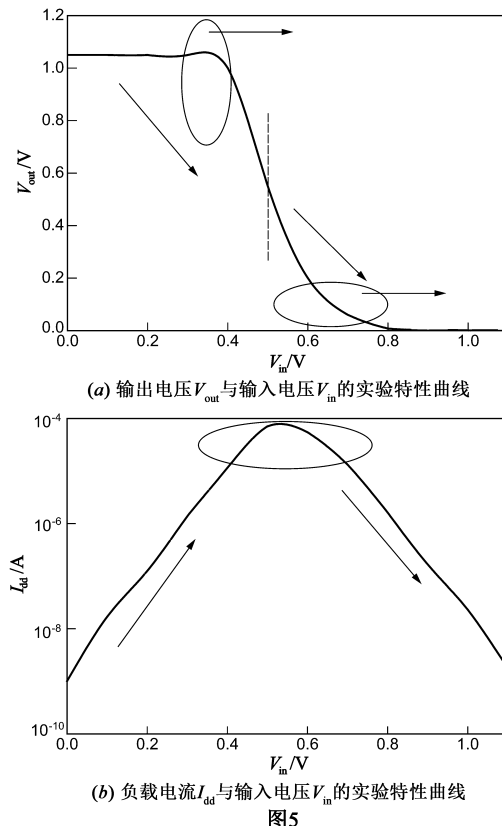 1.2
1.0
0.8
0.6
0.4
0.2
0.0
V_out/V
0.0 0.2 0.4 0.6 0.8 1.0
V_in/V
(a) 输出电压V_out与输入电压V_in的实验特性曲线
10^-4
10^-6
10^-8
10^-10
I_dd/A
0.0 0.2 0.4 0.6 0.8 1.0
V_in/V
(b) 负载电流I_dd与输入电压V_in的实验特性曲线
图5